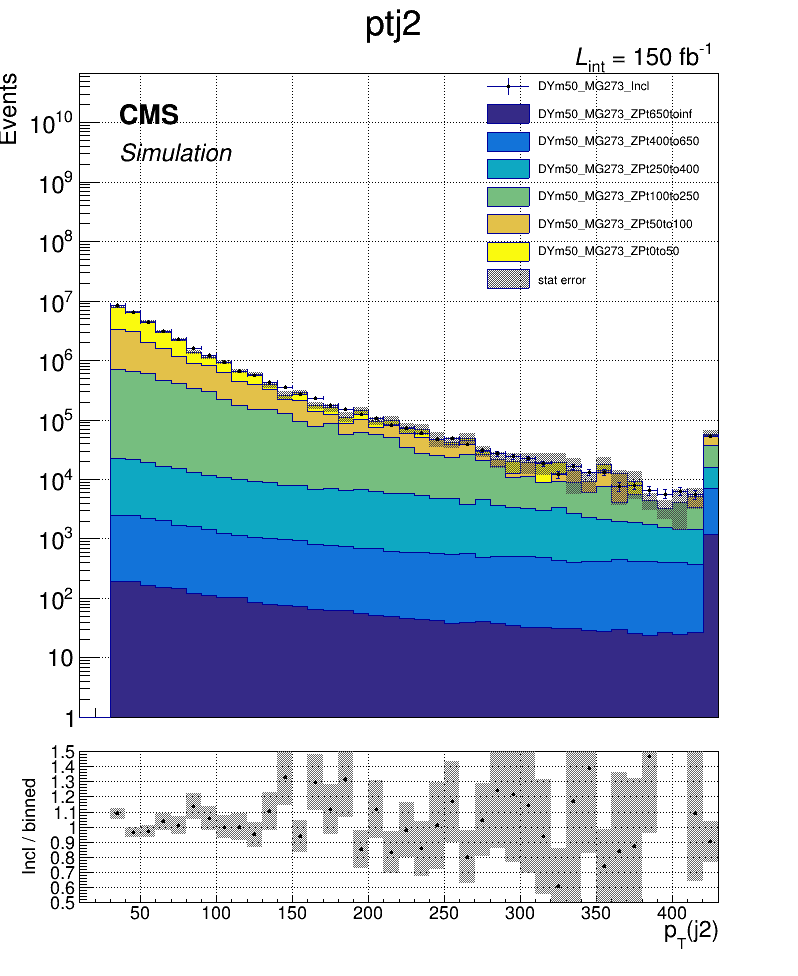 ptj2
L_int = 150 fb^-1
Events
CMS
Simulation
DYm50_MG273_Incl
DYm50_MG273_ZPt650toinf
DYm50_MG273_ZPt400to650
DYm50_MG273_ZPt250to400
DYm50_MG273_ZPt100to250
DYm50_MG273_ZPt50to100
DYm50_MG273_ZPt0to50
stat error
10^10
10^9
10^8
10^7
10^6
10^5
10^4
10^3
10^2
10
1
Incl / binned
1.5
1.4
1.3
1.2
1.1
1
0.9
0.8
0.7
0.6
0.5
50 100 150 200 250 300 350 400
p_T(j2)